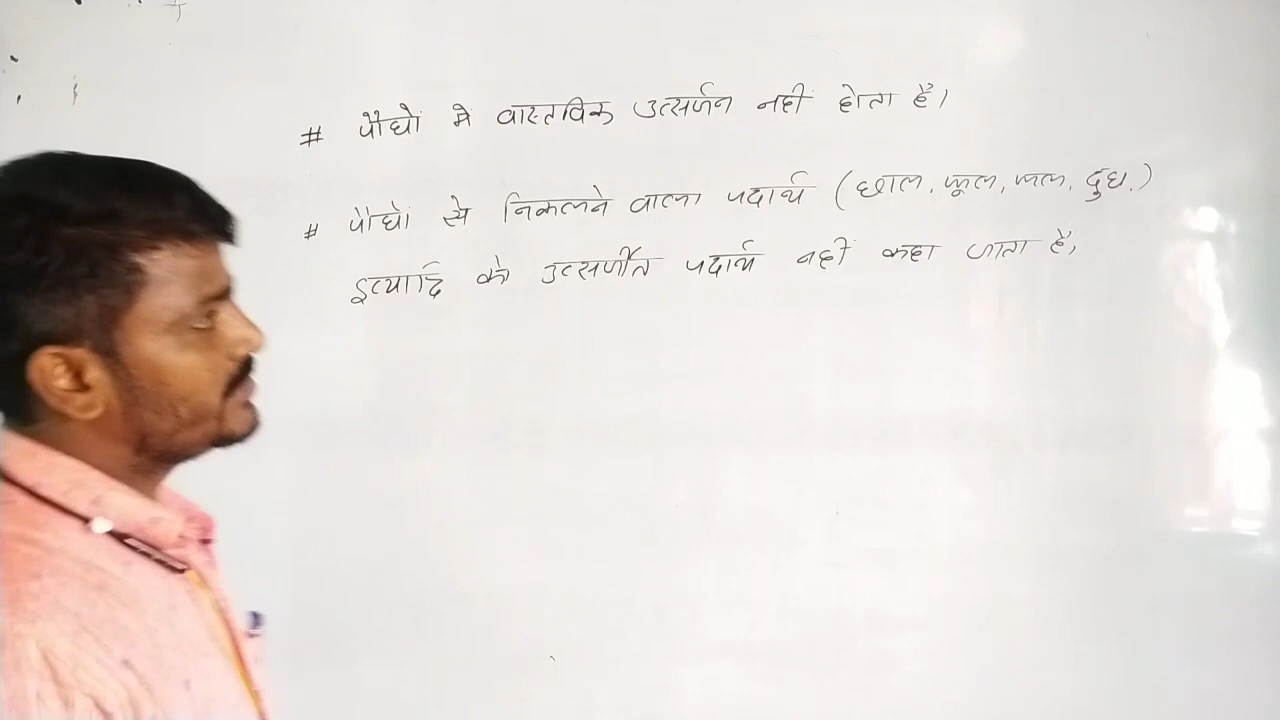 # पौधों मे वास्तविक उत्सर्जन नहीं होता है।
# पौधों से निकलने वाला पदार्थ (छाल, फूल, फल, दुध.)
इत्यादि को उत्सर्जीत पदार्थ नहीं कहा जाता है,